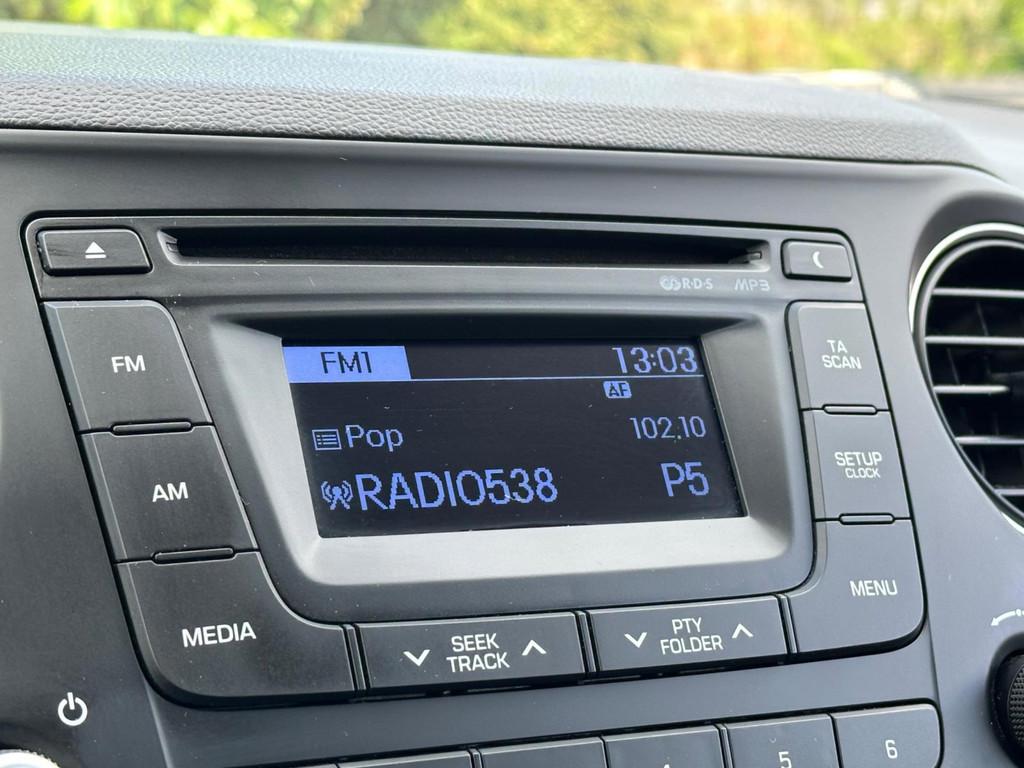 R·D·S MP3
FM
TA
SCAN
FM1 13:03
AF
Pop 102.10
RADIO538 P5
AM
SETUP
CLOCK
MENU
MEDIA
SEEK
TRACK
PTY
FOLDER
5
6